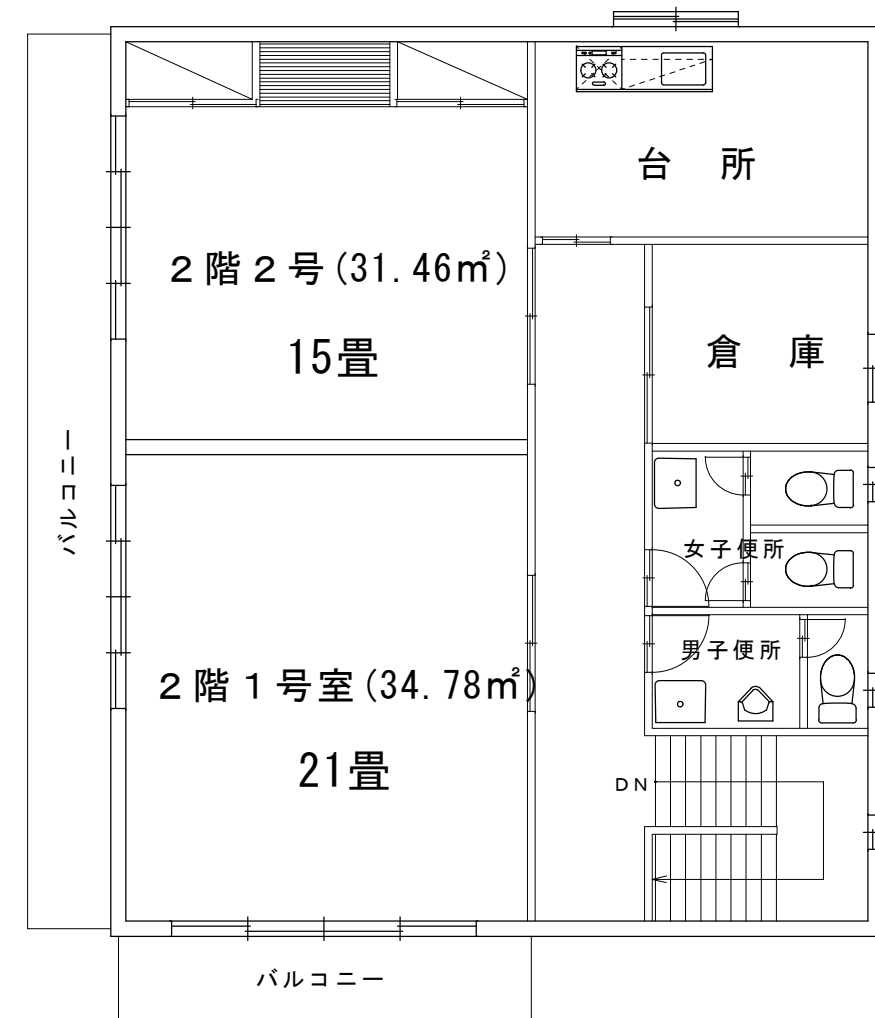 台 所
２階２号(31.46㎡)
15畳
倉 庫
バルコニー
女子便所
男子便所
２階１号室(34.78㎡)
21畳
DN
バルコニー